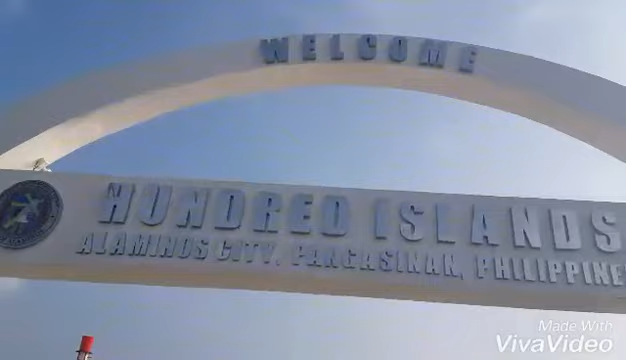 WELCOME
HUNDRED ISLANDS
ALAMINOS CITY, PANGASINAN, PHILIPPINE
Made With
VivaVideo